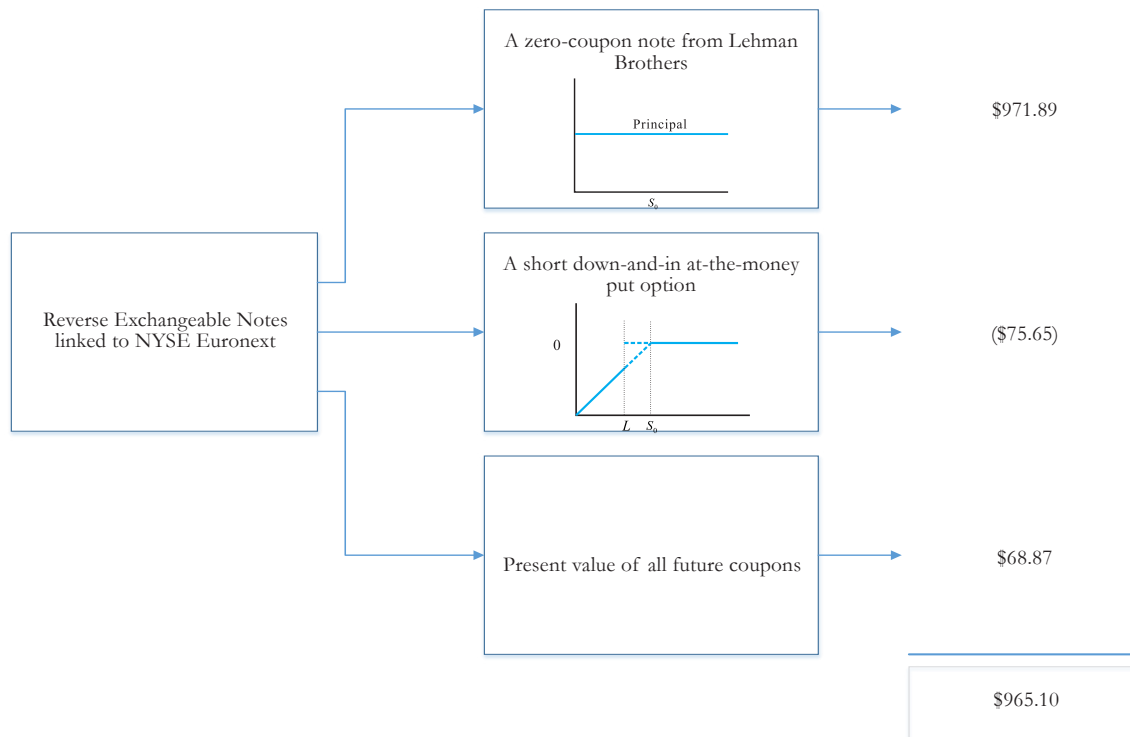 A zero-coupon note from Lehman
Brothers
Principal
S₀
$971.89
Reverse Exchangeable Notes
linked to NYSE Euronext
A short down-and-in at-the-money
put option
0
L S₀
($75.65)
Present value of all future coupons
$68.87
$965.10